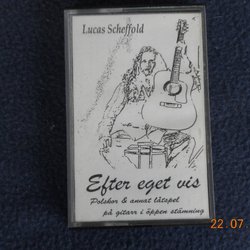 Lucas Scheffold
Efter eget vis
Polskor & annat låtspel
på gitarr i öppen stämning
22.07